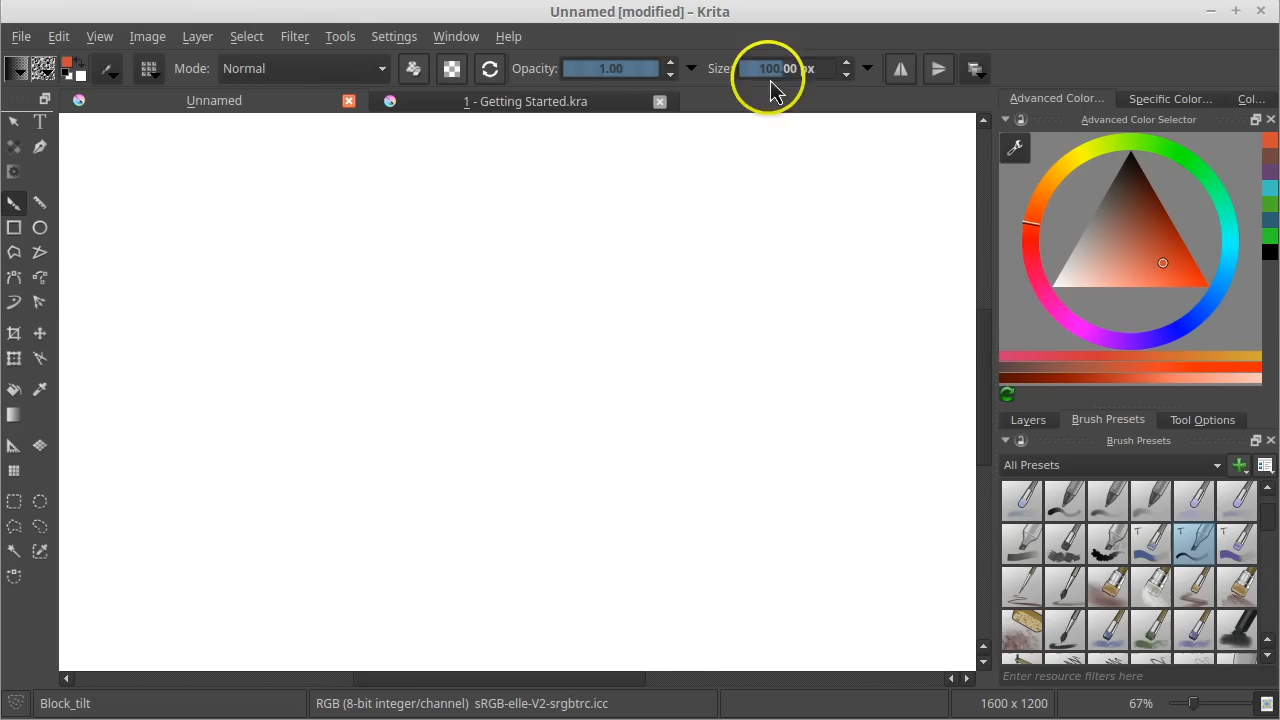 Unnamed [modified] – Krita
File Edit View Image Layer Select Filter Tools Settings Window Help
Mode: Normal Opacity: 1.00 Size: 100.00 px
Unnamed 1 - Getting Started.kra
Advanced Color... Specific Color... Col...
Advanced Color Selector
Layers Brush Presets Tool Options
Brush Presets
All Presets
Enter resource filters here
Block_tilt RGB (8-bit integer/channel) sRGB-elle-V2-srgbtrc.icc 1600 x 1200 67%